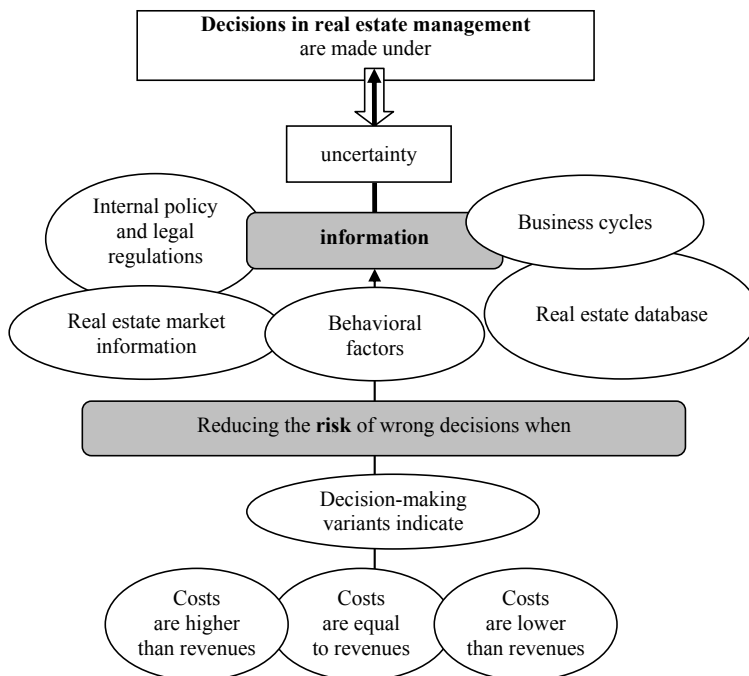 Decisions in real estate management
are made under
uncertainty
Internal policy
and legal
regulations
information
Business cycles
Real estate market
information
Behavioral
factors
Real estate database
Reducing the risk of wrong decisions when
Decision-making
variants indicate
Costs
are higher
than revenues
Costs
are equal
to revenues
Costs
are lower
than revenues